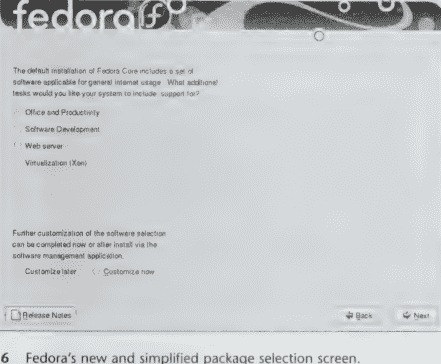 fedora f
The default installation of Fedora Core includes a set of
software applicable for general internet usage. What additional
tasks would you like your system to include support for?
Office and Productivity
Software Development
Web server
Virtualization (Xen)
Further customization of the software selection
can be completed now or after install via the
software management application.
Customize later Customize now
Release Notes Back Next
6 Fedora's new and simplified package selection screen.